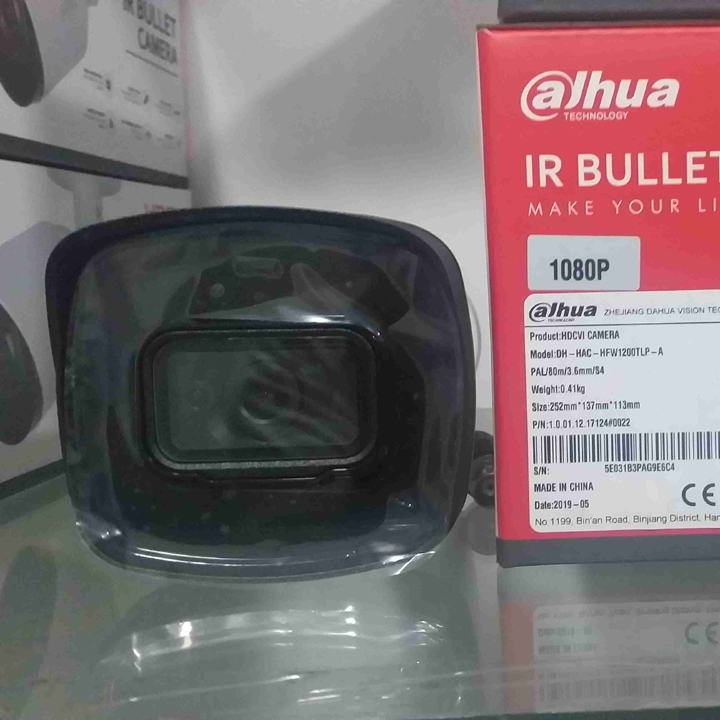 IR BULLET
CAMERA
alhua
TECHNOLOGY
IR BULLET
MAKE YOUR LI
1080P
alhua ZHEJIANG DAHUA VISION TEC
TECHNOLOGY
Product:HDCVI CAMERA
Model:DH-HAC-HFW1200TLP-A
PAL/80m/3.6mm/S4
Weight:0.41kg
Size:252mm*137mm*113mm
P/N:1.0.01.12.17124#0022
S/N: 5E031B3PAG9E6C4
MADE IN CHINA
CE
Date:2019-05
No.1199, Bin'an Road, Binjiang District, Han